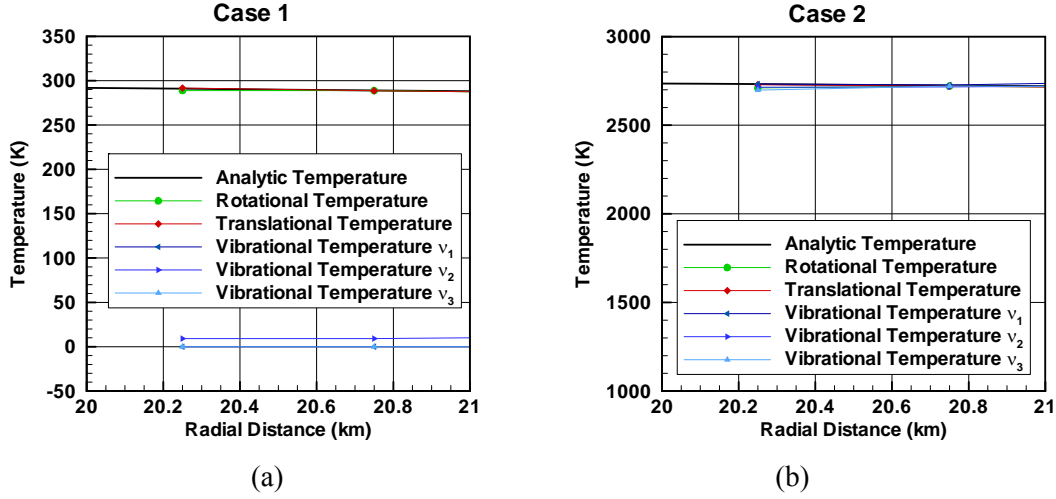 Case 1
350
300
250
200
150
100
50
0
-50
Temperature (K)
Analytic Temperature
Rotational Temperature
Translational Temperature
Vibrational Temperature ν1
Vibrational Temperature ν2
Vibrational Temperature ν3
20 20.2 20.4 20.6 20.8 21
Radial Distance (km)
(a)
Case 2
3000
2500
2000
1500
1000
Temperature (K)
Analytic Temperature
Rotational Temperature
Translational Temperature
Vibrational Temperature ν1
Vibrational Temperature ν2
Vibrational Temperature ν3
20 20.2 20.4 20.6 20.8 21
Radial Distance (km)
(b)